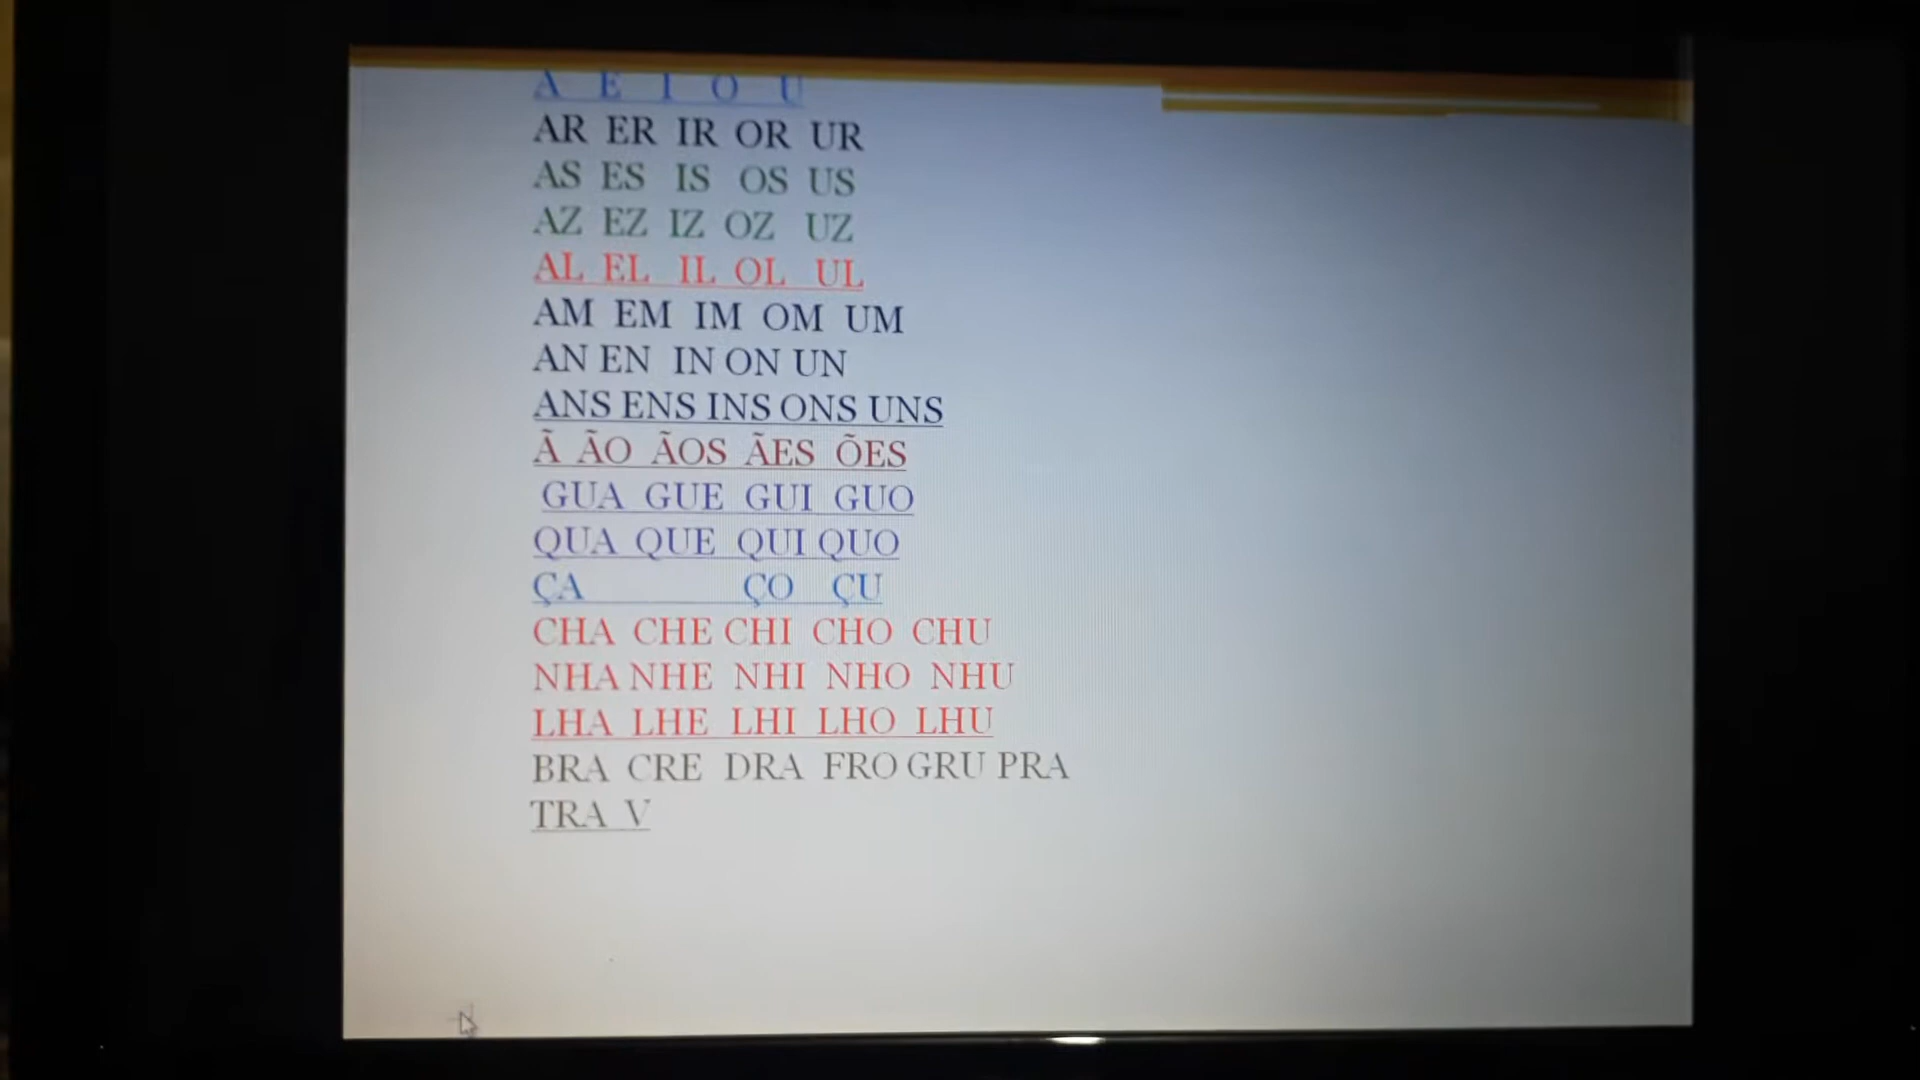 A E I O U
AR ER IR OR UR
AS ES IS OS US
AZ EZ IZ OZ UZ
AL EL IL OL UL
AM EM IM OM UM
AN EN IN ON UN
ANS ENS INS ONS UNS
Ã ÃO ÃOS ÃES ÕES
GUA GUE GUI GUO
QUA QUE QUI QUO
ÇA ÇO ÇU
CHA CHE CHI CHO CHU
NHA NHE NHI NHO NHU
LHA LHE LHI LHO LHU
BRA CRE DRA FRO GRU PRA
TRA V